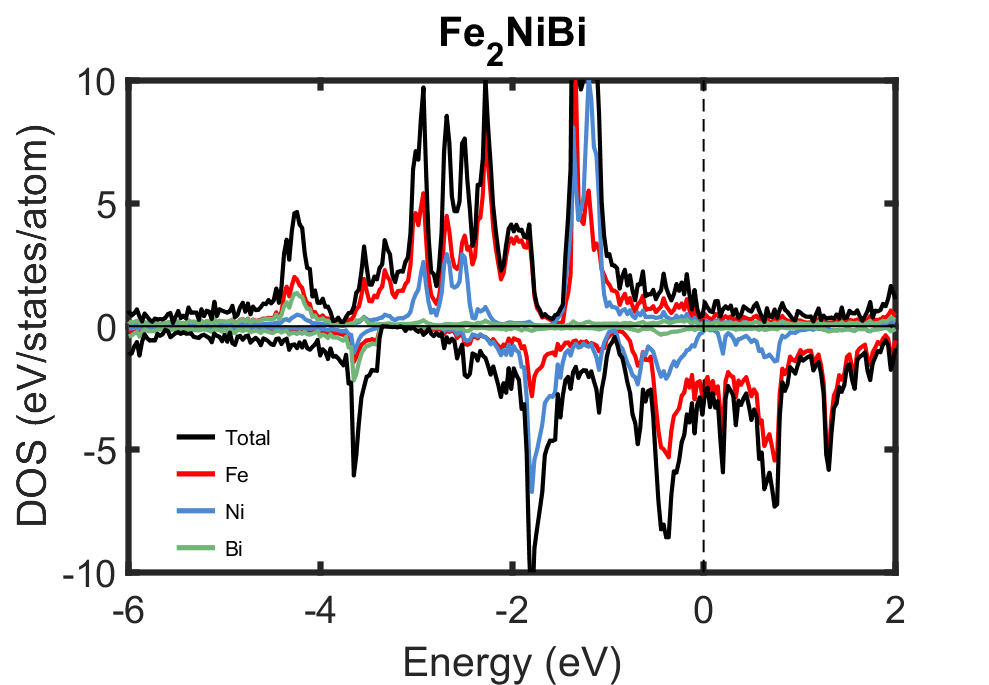 Fe₂NiBi
DOS (eV/states/atom)
10
5
0
-5
-10
Total
Fe
Ni
Bi
-6 -4 -2 0 2
Energy (eV)